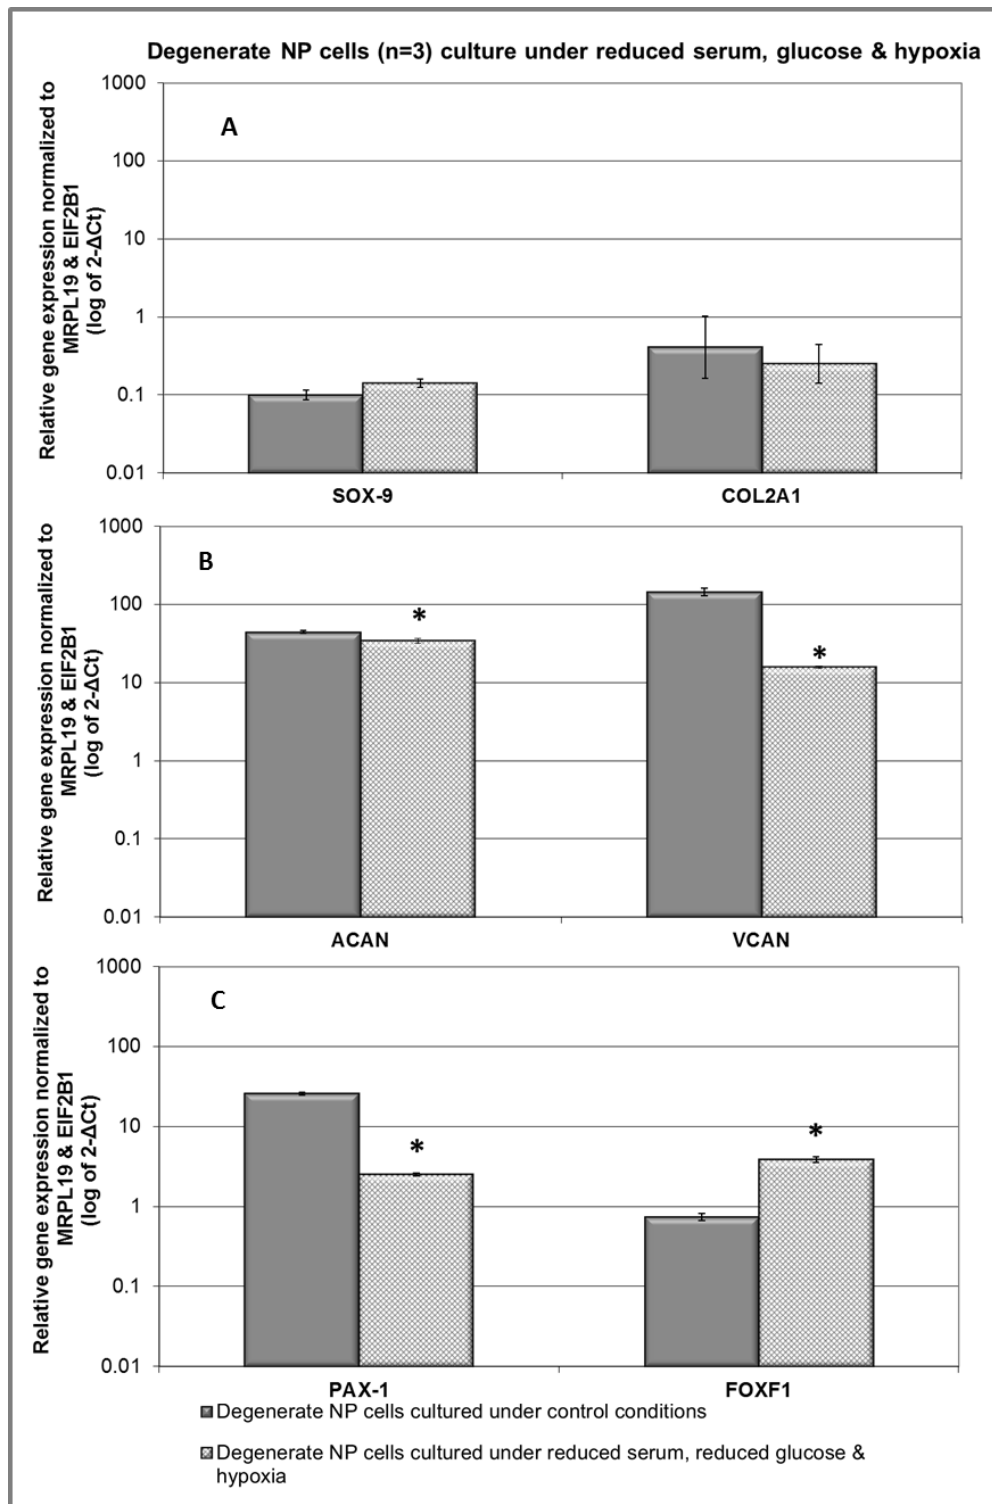 Degenerate NP cells (n=3) culture under reduced serum, glucose & hypoxia
A
Relative gene expression normalized to
MRPL19 & EIF2B1
(log of 2-ΔCt)
1000
100
10
1
0.1
0.01
SOX-9
COL2A1
B
Relative gene expression normalized to
MRPL19 & EIF2B1
(log of 2-ΔCt)
1000
100
10
1
0.1
0.01
*
*
ACAN
VCAN
C
Relative gene expression normalized to
MRPL19 & EIF2B1
(log of 2-ΔCt)
1000
100
10
1
0.1
0.01
*
*
PAX-1
FOXF1
Degenerate NP cells cultured under control conditions
Degenerate NP cells cultured under reduced serum, reduced glucose &
hypoxia